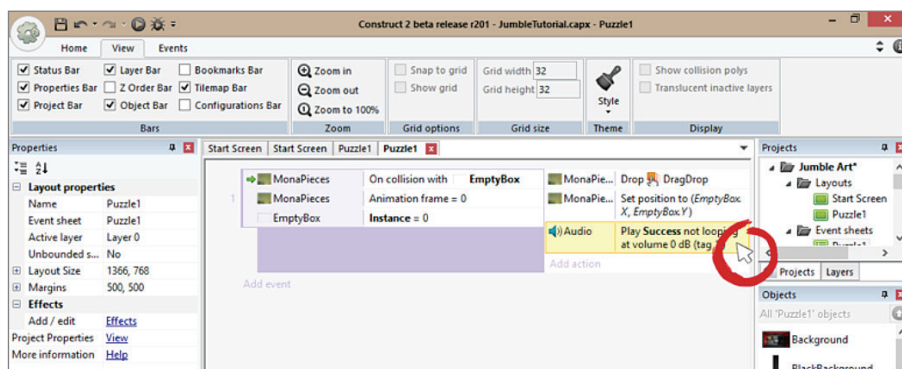 Construct 2 beta release r201 - JumbleTutorial.capx - Puzzle1
Home View Events
Status Bar Layer Bar Bookmarks Bar
Properties Bar Z Order Bar Tilemap Bar
Project Bar Object Bar Configurations Bar
Bars
Zoom in
Zoom out
Zoom to 100%
Zoom
Snap to grid
Show grid
Grid options
Grid width 32
Grid height 32
Grid size
Style
Theme
Show collision polys
Translucent inactive layers
Display
Properties
Layout properties
Name Puzzle1
Event sheet Puzzle1
Active layer Layer 0
Unbounded s... No
Layout Size 1366, 768
Margins 500, 500
Effects
Add / edit Effects
Project Properties View
More information Help
Start Screen Start Screen Puzzle1 Puzzle1
1
MonaPieces On collision with EmptyBox
MonaPieces Animation frame = 0
EmptyBox Instance = 0
Add event
MonaPie... Drop DragDrop
MonaPie... Set position to (EmptyBox.
X, EmptyBox.Y)
Audio Play Success not looping
at volume 0 dB (tag
Add action
Projects
Jumble Art*
Layouts
Start Screen
Puzzle1
Event sheets
Puzzle1
Projects Layers
Objects
All 'Puzzle1' objects
Background
BlackBackground